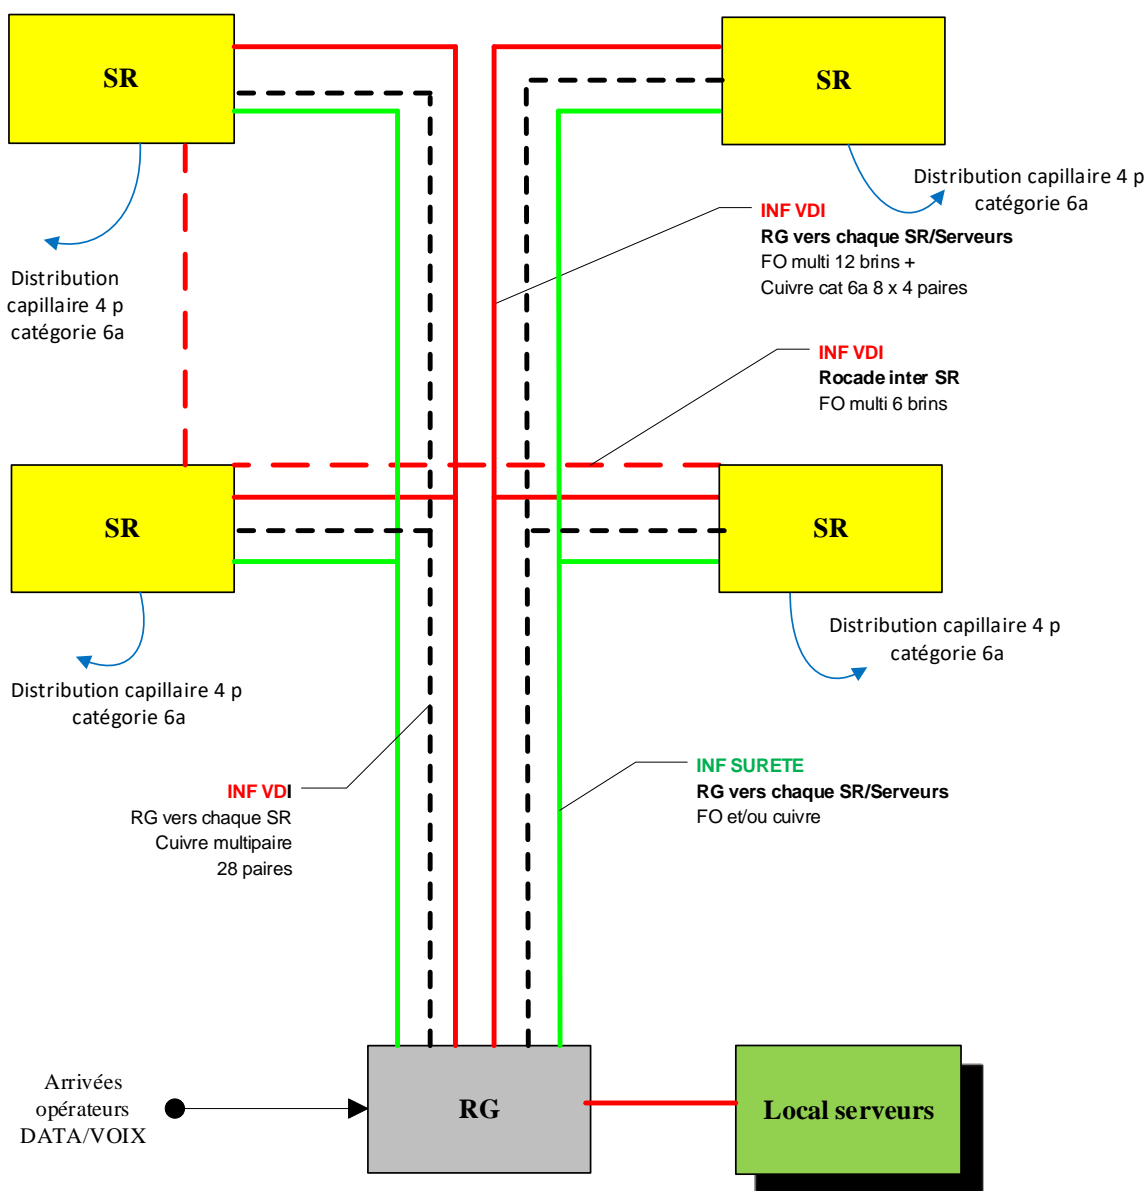 SR
SR
Distribution capillaire 4 p
catégorie 6a
INF VDI
RG vers chaque SR/Serveurs
FO multi 12 brins +
Cuivre cat 6a 8 x 4 paires
Distribution
capillaire 4 p
catégorie 6a
INF VDI
Rocade inter SR
FO multi 6 brins
SR
SR
Distribution capillaire 4 p
catégorie 6a
Distribution capillaire 4 p
catégorie 6a
INF VDI
RG vers chaque SR
Cuivre multipaire
28 paires
INF SURETE
RG vers chaque SR/Serveurs
FO et/ou cuivre
Arrivées
opérateurs
DATA/VOIX
RG
Local serveurs